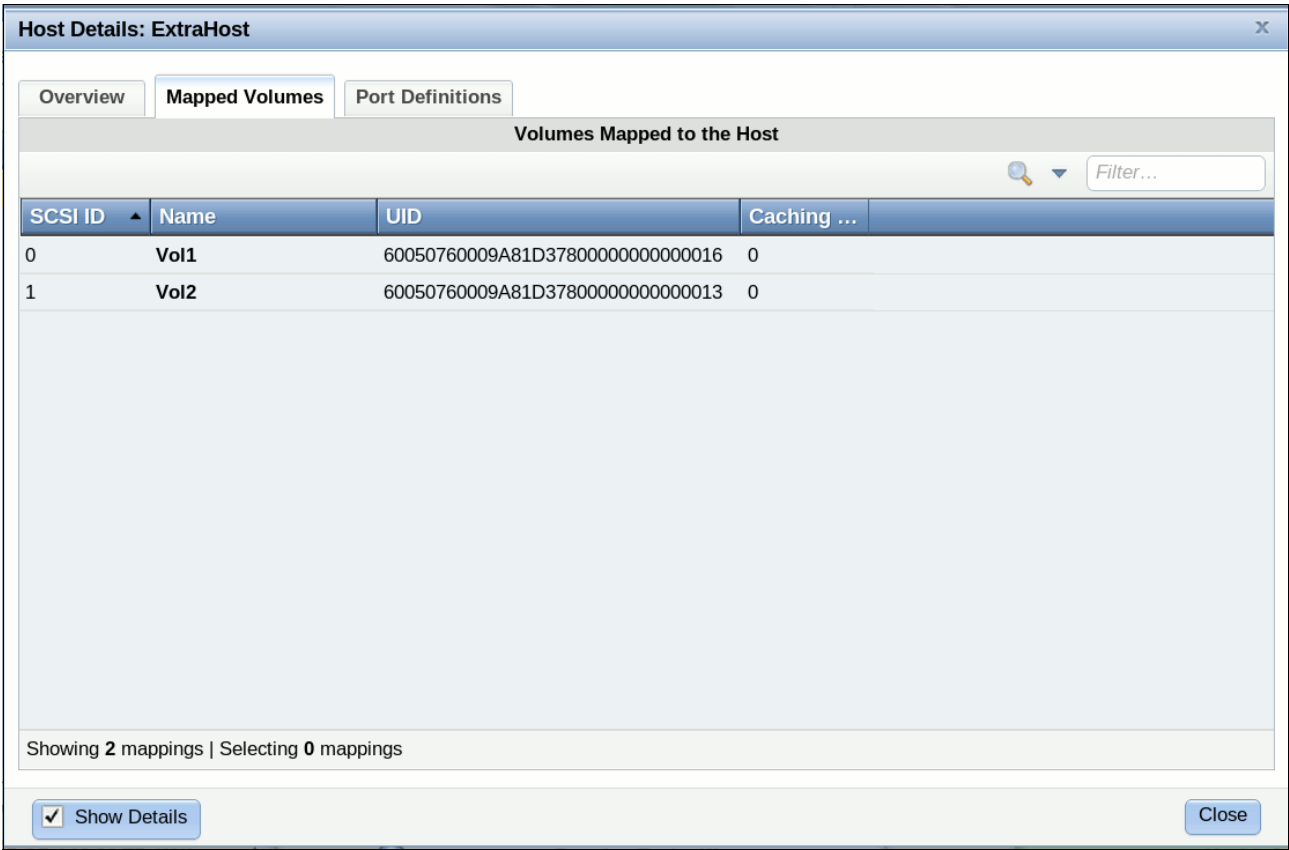 Host Details: ExtraHost x
Overview Mapped Volumes Port Definitions
Volumes Mapped to the Host
Filter...
SCSI ID Name UID Caching ...
0 Vol1 60050760009A81D37800000000000016 0
1 Vol2 60050760009A81D37800000000000013 0
Showing 2 mappings | Selecting 0 mappings
Show Details Close